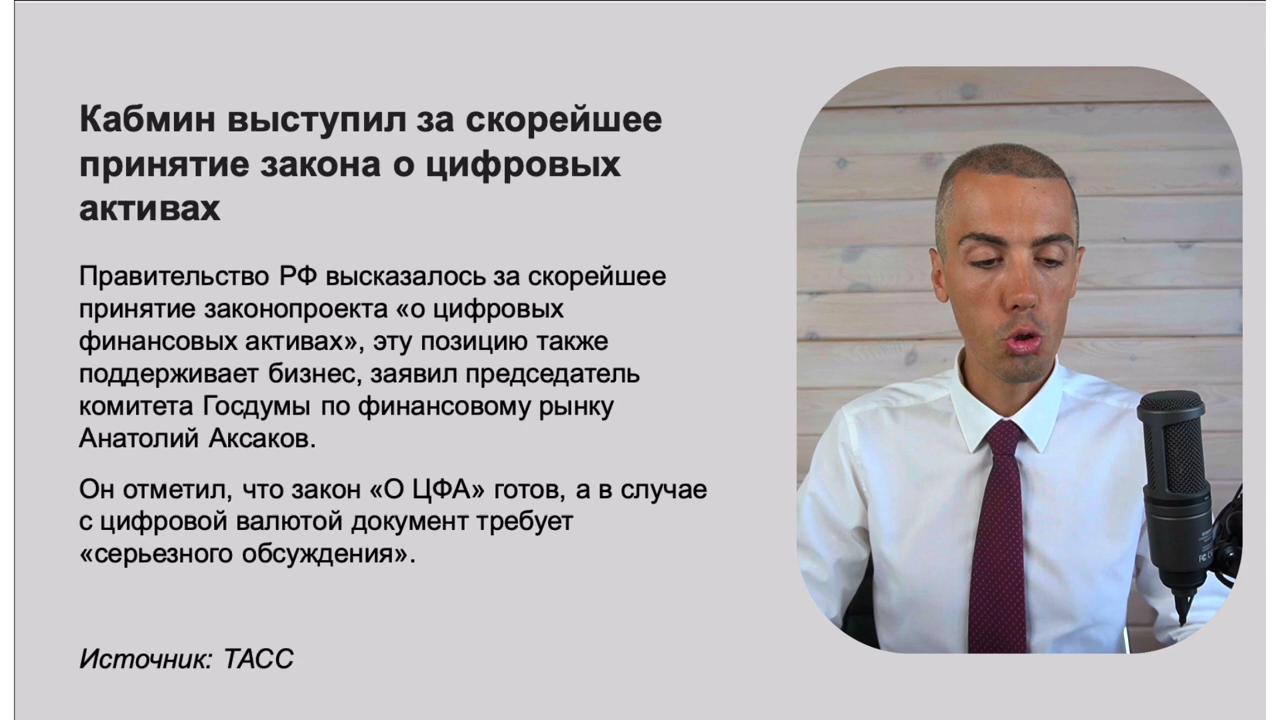 Кабмин выступил за скорейшее
принятие закона о цифровых
активах
Правительство РФ высказалось за скорейшее
принятие законопроекта «о цифровых
финансовых активах», эту позицию также
поддерживает бизнес, заявил председатель
комитета Госдумы по финансовому рынку
Анатолий Аксаков.
Он отметил, что закон «О ЦФА» готов, а в случае
с цифровой валютой документ требует
«серьезного обсуждения».
Источник: ТАСС